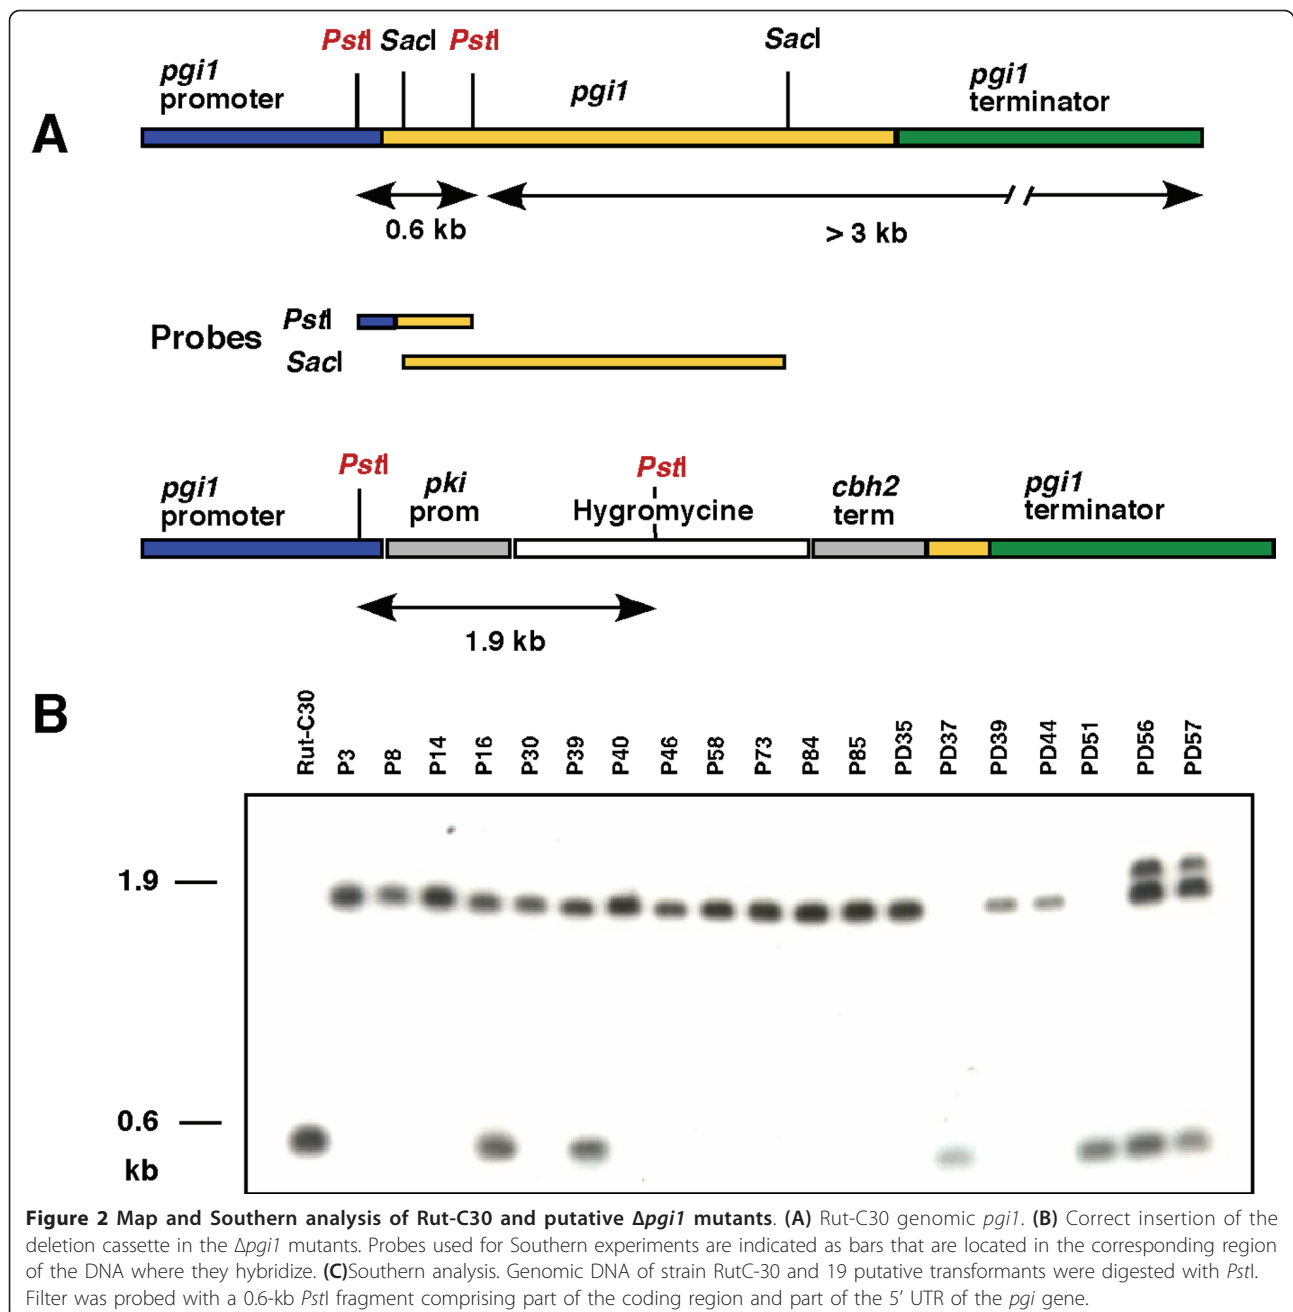 PstI SacI PstI SacI
pgi1 promoter
pgi1
pgi1 terminator
A
0.6 kb
> 3 kb
Probes
PstI
SacI
PstI
PstI
pgi1 promoter
pki prom
Hygromycine
cbh2 term
pgi1 terminator
1.9 kb
B
Rut-C30 P3 P8 P14 P16 P30 P39 P40 P46 P58 P73 P84 P85 PD35 PD37 PD39 PD44 PD51 PD56 PD57
1.9
0.6
kb
Figure 2 Map and Southern analysis of Rut-C30 and putative Δpgi1 mutants. (A) Rut-C30 genomic pgi1. (B) Correct insertion of the
deletion cassette in the Δpgi1 mutants. Probes used for Southern experiments are indicated as bars that are located in the corresponding region
of the DNA where they hybridize. (C)Southern analysis. Genomic DNA of strain RutC-30 and 19 putative transformants were digested with PstI.
Filter was probed with a 0.6-kb PstI fragment comprising part of the coding region and part of the 5' UTR of the pgi gene.